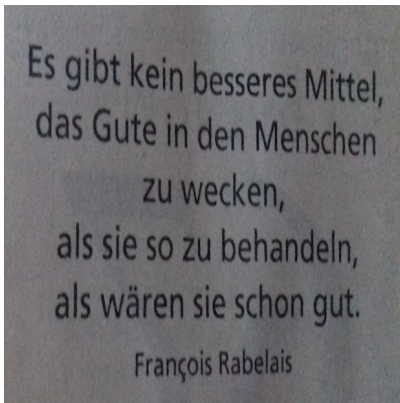 Es gibt kein besseres Mittel,
das Gute in den Menschen
zu wecken,
als sie so zu behandeln,
als wären sie schon gut.
François Rabelais